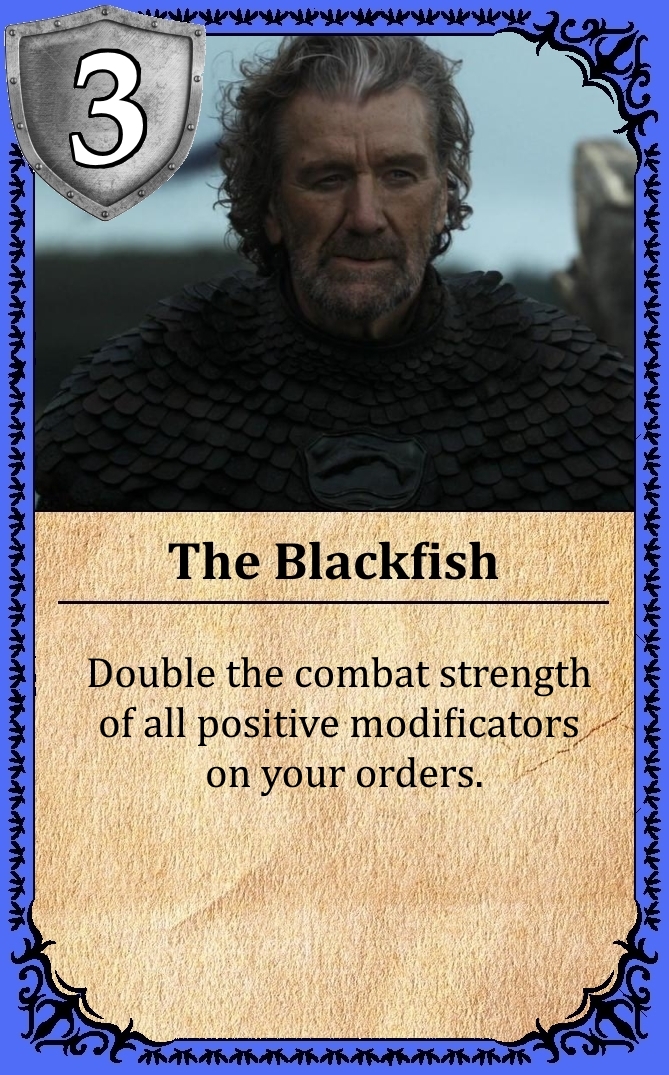 3
The Blackfish
Double the combat strength
of all positive modificators
on your orders.